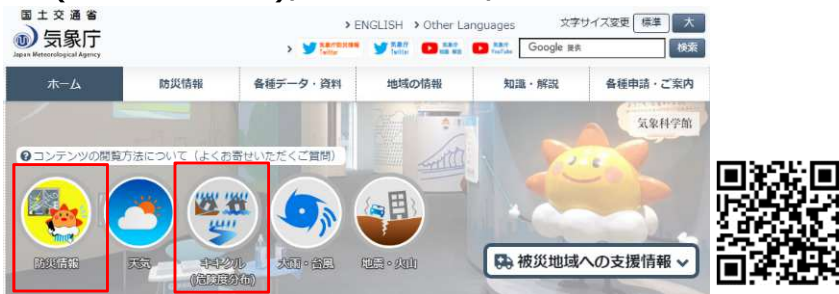 国土交通省
気象庁
Japan Meteorological Agency
> ENGLISH > Other Languages
文字サイズ変更 標準 大
> 気象庁防災情報 Twitter 気象庁 Twitter 気象庁 YouTube Google 提供 検索
ホーム 防災情報 各種データ・資料 地域の情報 知識・解説 各種申請・ご案内
気象科学館
?コンテンツの閲覧方法について（よくお寄せいただくご質問）
防災情報 天気 キキクル 大雨・台風 地震・火山
(危険度分布)
被災地域への支援情報